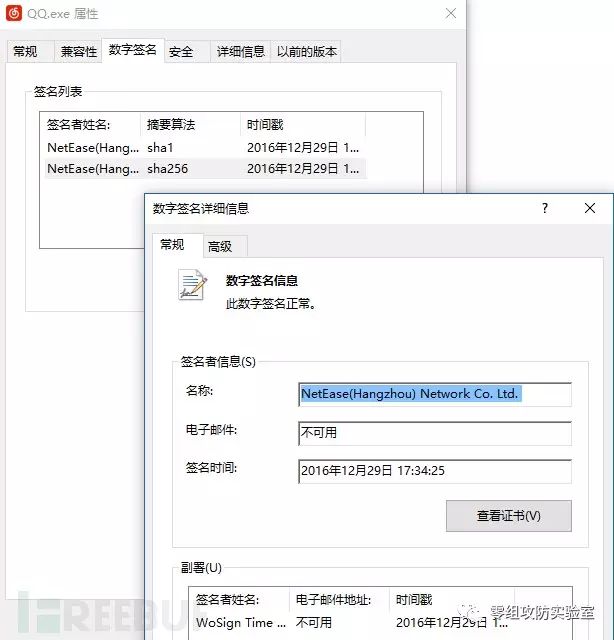 QQ.exe 属性
常规 兼容性 数字签名 安全 详细信息 以前的版本
签名列表
签名者姓名: 摘要算法 时间戳
NetEase(Hang... sha1 2016年12月29日 1...
NetEase(Hang... sha256 2016年12月29日 1...
数字签名详细信息 ?
常规 高级
数字签名信息
此数字签名正常。
签名者信息(S)
名称: NetEase(Hangzhou) Network Co. Ltd.
电子邮件: 不可用
签名时间: 2016年12月29日 17:34:25
查看证书(V)
副署(U)
签名者姓名: 电子邮件地址: 时间戳
WoSign Time ... 不可用 2016年12月29日 1...
FREEBUF
零组攻防实验室